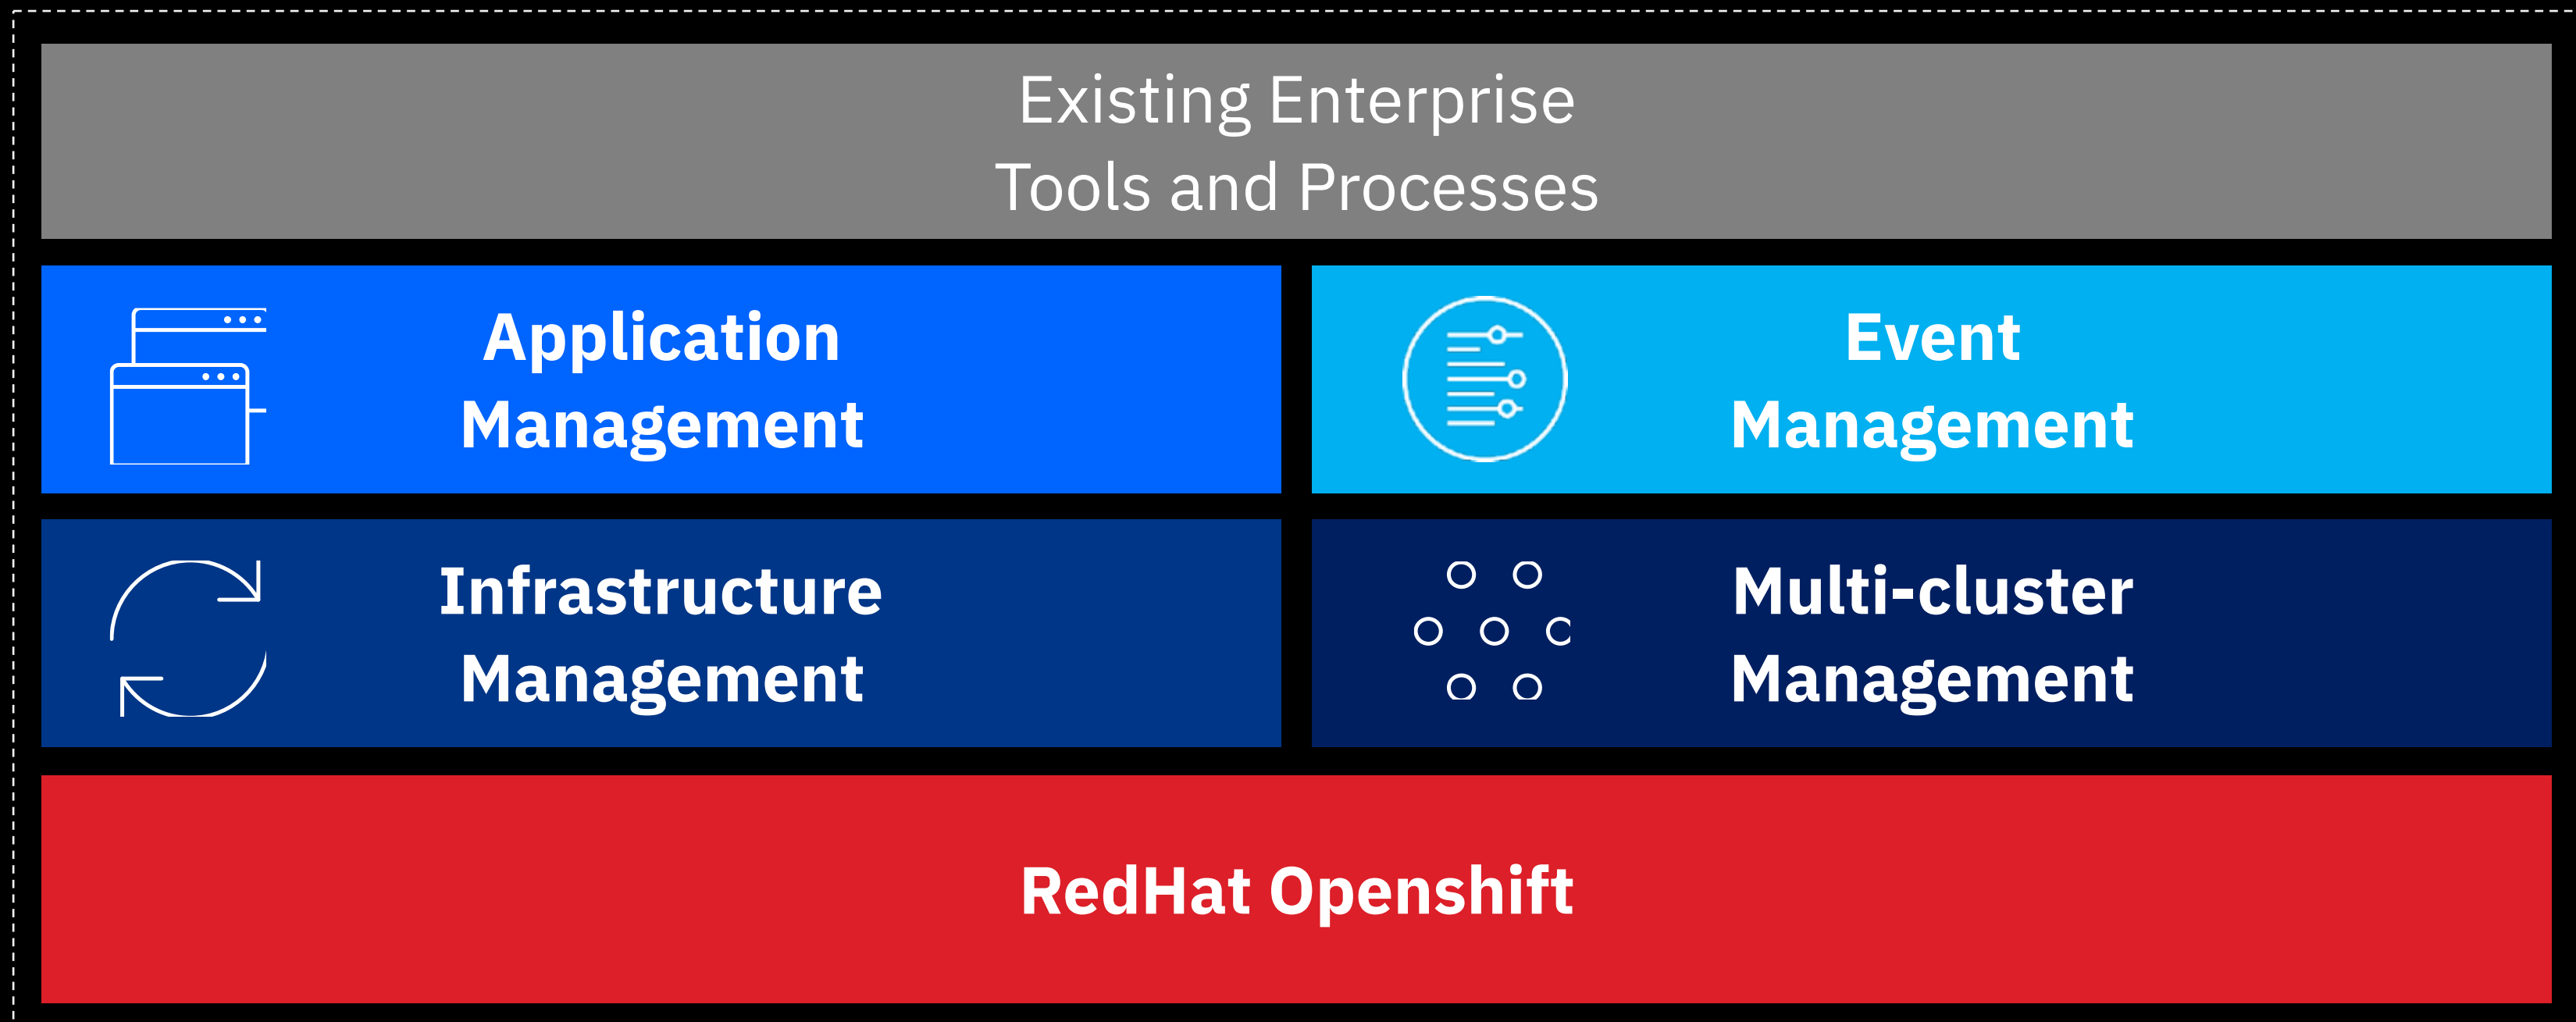 Existing Enterprise
Tools and Processes
Application
Management
Event
Management
Infrastructure
Management
Multi-cluster
Management
RedHat Openshift